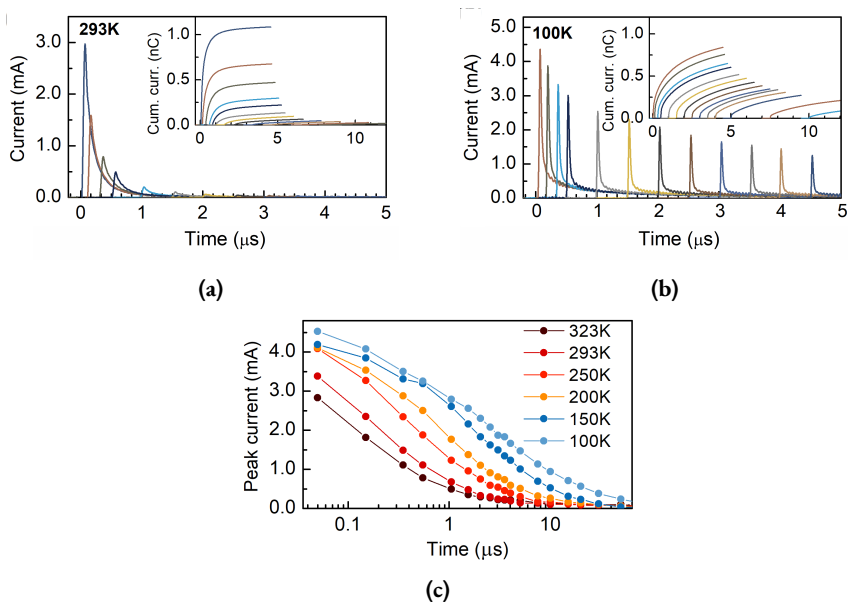 293K
Current (mA)
3.0
2.0
1.0
0.0
Cum. curr. (nC)
1.0
0.5
0.0
0 5 10
0 1 2 3 4 5
Time (μs)
(a)
100K
Current (mA)
5.0
4.0
3.0
2.0
1.0
0.0
Cum. curr. (nC)
1.0
0.5
0.0
0 5 10
0 1 2 3 4 5
Time (μs)
(b)
Peak current (mA)
4.0
3.0
2.0
1.0
0.0
323K
293K
250K
200K
150K
100K
0.1 1 10
Time (μs)
(c)